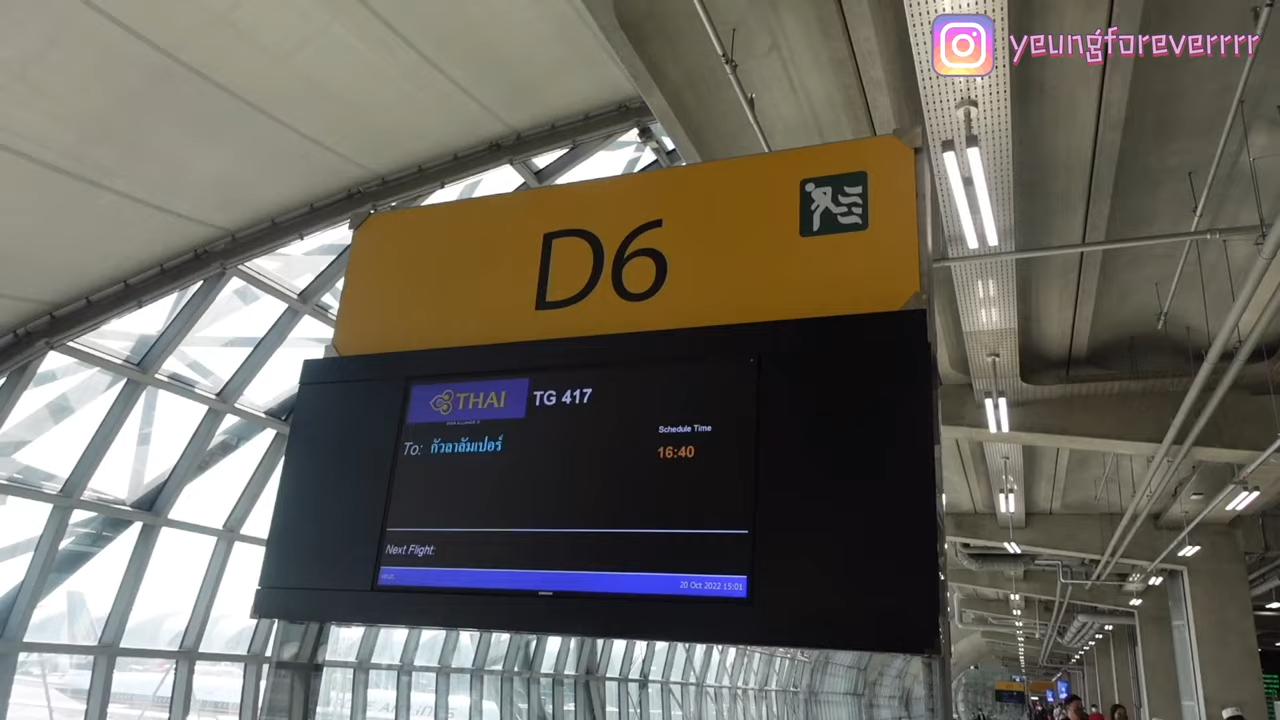 yeungforeverrrr
D6
THAI TG 417
Schedule Time
To: กัวลาลัมเปอร์ 16:40
Next Flight:
20 Oct 2022 15:01